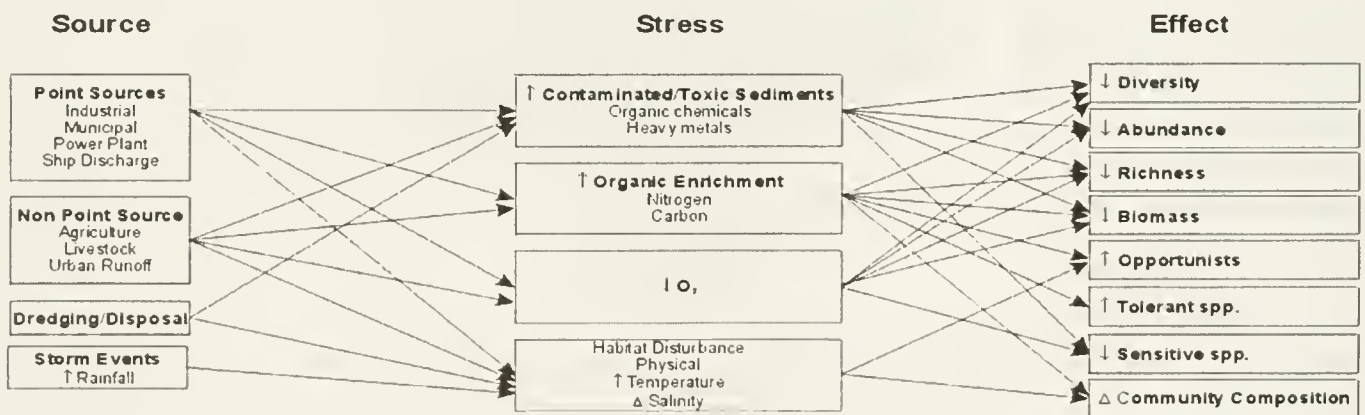 Source
Stress
Effect
Point Sources
Industrial
Municipal
Power Plant
Ship Discharge
Non Point Source
Agriculture
Livestock
Urban Runoff
Dredging/Disposal
Storm Events
↑ Rainfall
↑ Contaminated/Toxic Sediments
Organic chemicals
Heavy metals
↑ Organic Enrichment
Nitrogen
Carbon
↓ O₂
Habitat Disturbance
Physical
↑ Temperature
Δ Salinity
↓ Diversity
↓ Abundance
↓ Richness
↓ Biomass
↑ Opportunists
↑ Tolerant spp.
↓ Sensitive spp.
Δ Community Composition